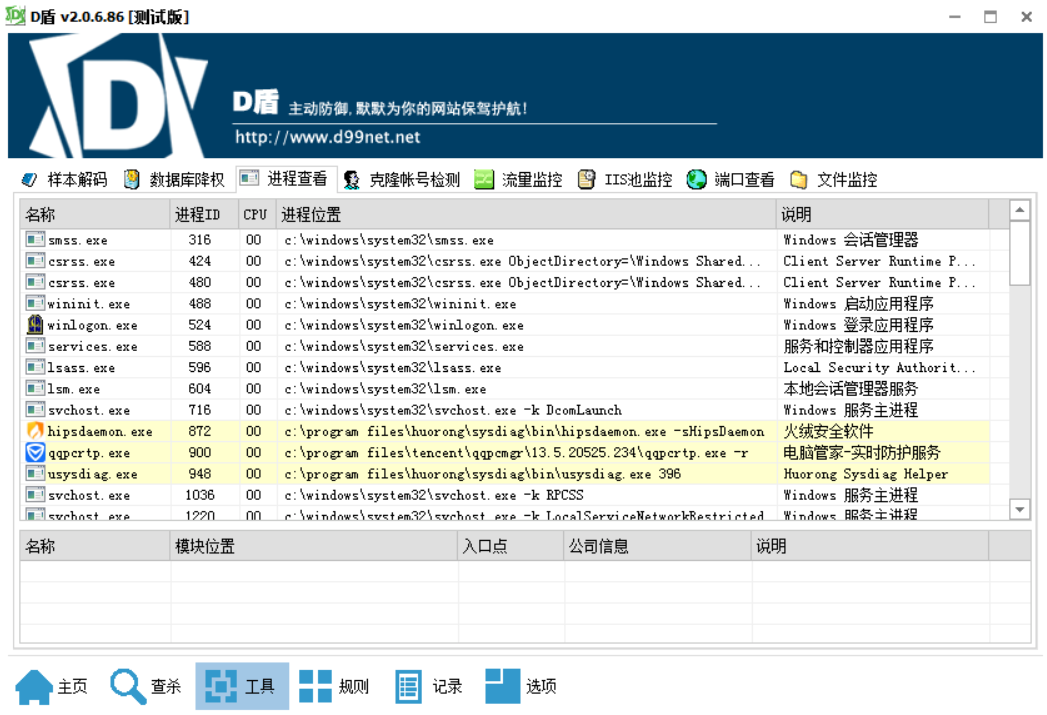 D盾 v2.0.6.86 [测试版]
D盾 主动防御,默默为你的网站保驾护航!
http://www.d99net.net
样本解码 数据库降权 进程查看 克隆帐号检测 流量监控 IIS池监控 端口查看 文件监控
名称 进程ID CPU 进程位置 说明
smss.exe 316 00 c:\windows\system32\smss.exe Windows 会话管理器
csrss.exe 424 00 c:\windows\system32\csrss.exe ObjectDirectory=\Windows Shared... Client Server Runtime P...
csrss.exe 480 00 c:\windows\system32\csrss.exe ObjectDirectory=\Windows Shared... Client Server Runtime P...
wininit.exe 488 00 c:\windows\system32\wininit.exe Windows 启动应用程序
winlogon.exe 524 00 c:\windows\system32\winlogon.exe Windows 登录应用程序
services.exe 588 00 c:\windows\system32\services.exe 服务和控制器应用程序
lsass.exe 596 00 c:\windows\system32\lsass.exe Local Security Authorit...
lsm.exe 604 00 c:\windows\system32\lsm.exe 本地会话管理器服务
svchost.exe 716 00 c:\windows\system32\svchost.exe -k DcomLaunch Windows 服务主进程
hipsdaemon.exe 872 00 c:\program files\huorong\sysdiag\bin\hipsdaemon.exe -sHipsDaemon 火绒安全软件
qqpcrtp.exe 900 00 c:\program files\tencent\qqpcmgr\13.5.20525.234\qqpcrtp.exe -r 电脑管家-实时防护服务
usysdiag.exe 948 00 c:\program files\huorong\sysdiag\bin\usysdiag.exe 396 Huorong Sysdiag Helper
svchost.exe 1036 00 c:\windows\system32\svchost.exe -k RPCSS Windows 服务主进程
svchost.exe 1220 00 c:\windows\system32\svchost.exe -k LocalServiceNetworkRestricted Windows 服务主进程
名称 模块位置 入口点 公司信息 说明
主页 查杀 工具 规则 记录 选项